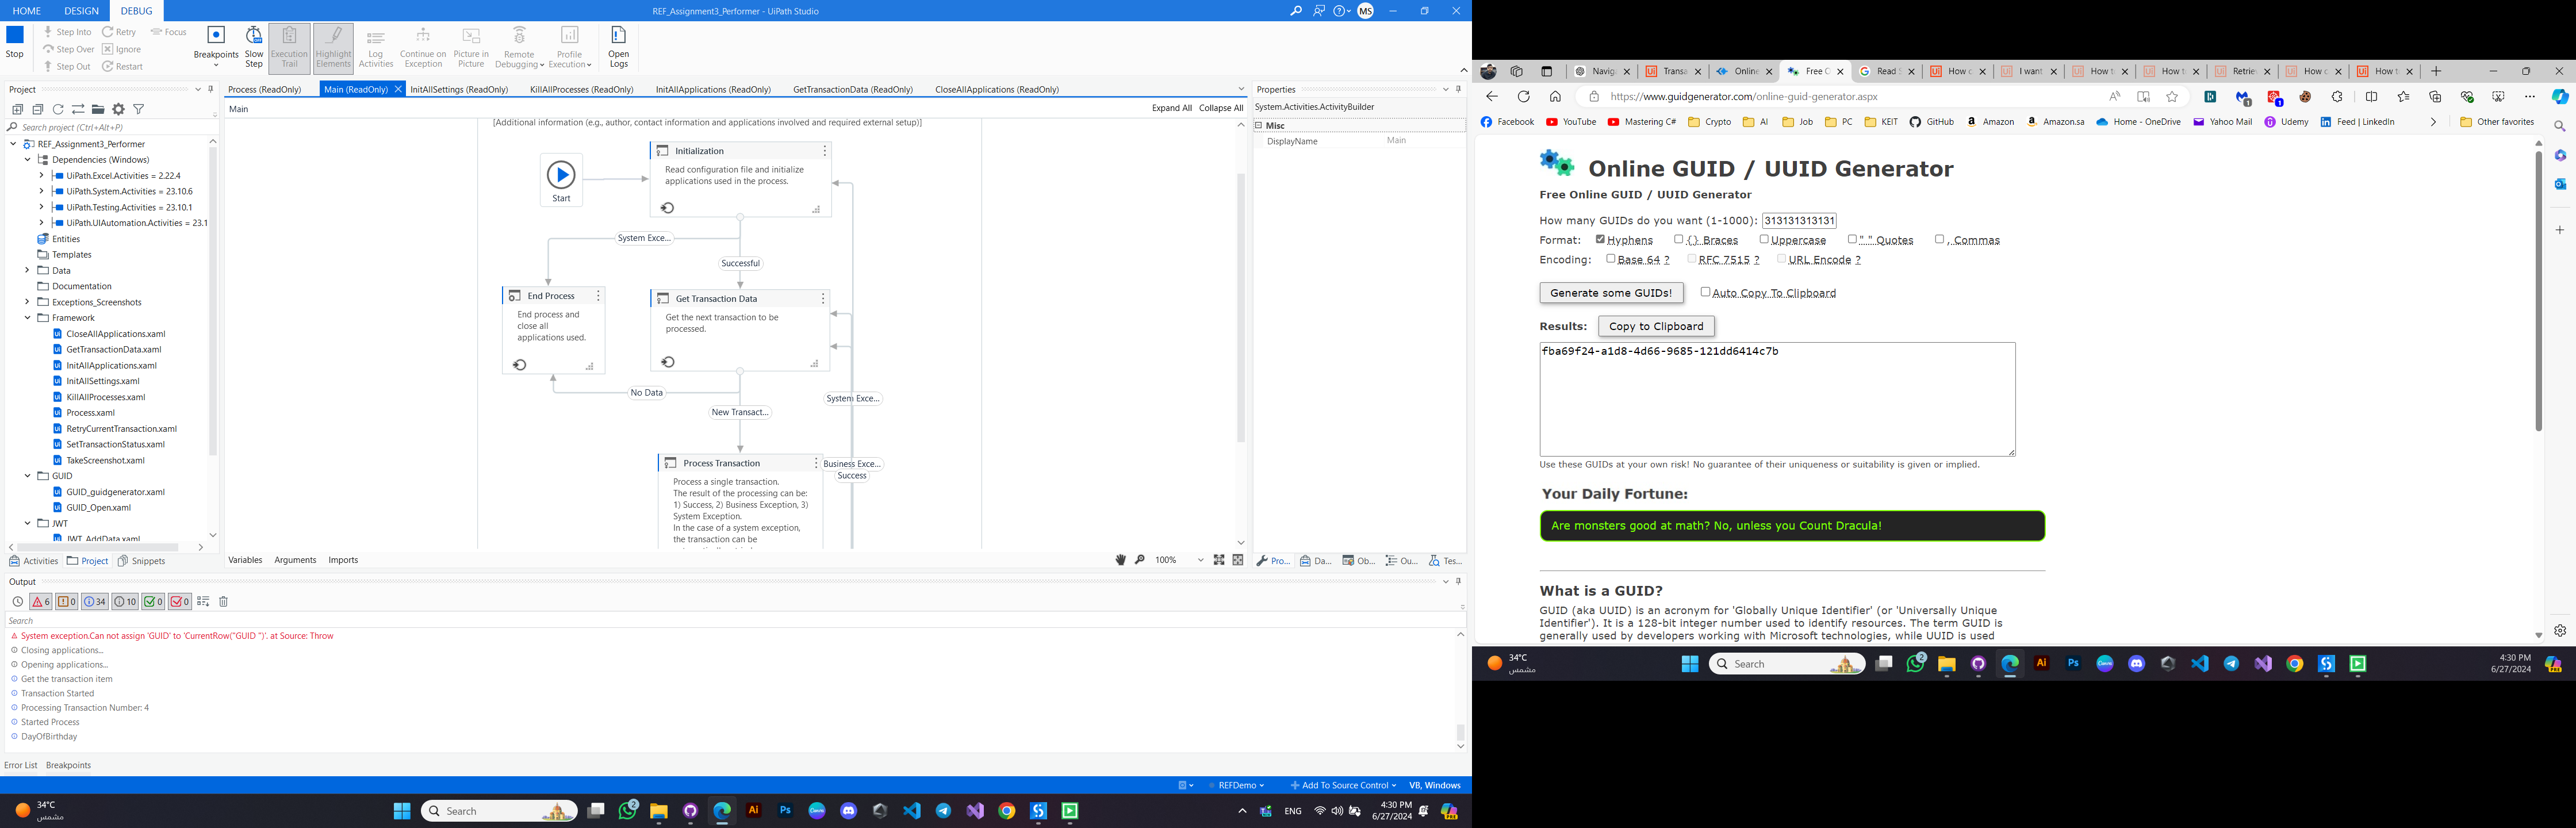 HOME DESIGN DEBUG
REF_Assignment3_Performer - UiPath Studio
MS
Stop
Step Into
Step Over
Step Out
Retry
Ignore
Restart
Focus
Breakpoints
Slow Step
Execution Trail
Highlight Elements
Log Activities
Continue on Exception
Picture in Picture
Remote Debugging
Profile Execution
Open Logs
Project
Search project (Ctrl+Alt+P)
REF_Assignment3_Performer
Dependencies (Windows)
UiPath.Excel.Activities = 2.22.4
UiPath.System.Activities = 23.10.6
UiPath.Testing.Activities = 23.10.1
UiPath.UIAutomation.Activities = 23.1
Entities
Templates
Data
Documentation
Exceptions_Screenshots
Framework
CloseAllApplications.xaml
GetTransactionData.xaml
InitAllApplications.xaml
InitAllSettings.xaml
KillAllProcesses.xaml
Process.xaml
RetryCurrentTransaction.xaml
SetTransactionStatus.xaml
TakeScreenshot.xaml
GUID
GUID_guidgenerator.xaml
GUID_Open.xaml
JWT
JWT_AddData.xaml
Activities Project Snippets
Process (ReadOnly) Main (ReadOnly) InitAllSettings (ReadOnly) KillAllProcesses (ReadOnly) InitAllApplications (ReadOnly) GetTransactionData (ReadOnly) CloseAllApplications (ReadOnly)
Main
Expand All Collapse All
[Additional information (e.g., author, contact information and applications involved and required external setup)]
Start
Initialization
Read configuration file and initialize
applications used in the process.
System Exce...
Successful
End Process
End process and
close all
applications used.
Get Transaction Data
Get the next transaction to be
processed.
No Data
New Transact...
System Exce...
Business Exce...
Success
Process Transaction
Process a single transaction.
The result of the processing can be:
1) Success, 2) Business Exception, 3)
System Exception.
In the case of a system exception,
the transaction can be
Variables Arguments Imports
100%
Properties
System.Activities.ActivityBuilder
Misc
DisplayName Main
Pro... Da... Ob... Ou... Tes...
Output
6 0 34 10 0 0
Search
System exception.Can not assign 'GUID' to 'CurrentRow("GUID ")'. at Source: Throw
Closing applications...
Opening applications...
Get the transaction item
Transaction Started
Processing Transaction Number: 4
Started Process
DayOfBirthday
Error List Breakpoints
REFDemo
Add To Source Control
VB, Windows
34°C
مشمس
Search
2
ENG
4:30 PM
6/27/2024
Naviga Transa Online Free O Read How c I want How t How t Retriev How c How t
https://www.guidgenerator.com/online-guid-generator.aspx
Facebook YouTube Mastering C# Crypto AI Job PC KEIT GitHub Amazon Amazon.sa Home - OneDrive Yahoo Mail Udemy Feed | LinkedIn Other favorites
Online GUID / UUID Generator
Free Online GUID / UUID Generator
How many GUIDs do you want (1-1000): 313131313131
Format: Hyphens {} Braces Uppercase " " Quotes , Commas
Encoding: Base 64 ? RFC 7515 ? URL Encode ?
Generate some GUIDs! Auto Copy To Clipboard
Results: Copy to Clipboard
fba69f24-a1d8-4d66-9685-121dd6414c7b
Use these GUIDs at your own risk! No guarantee of their uniqueness or suitability is given or implied.
Your Daily Fortune:
Are monsters good at math? No, unless you Count Dracula!
What is a GUID?
GUID (aka UUID) is an acronym for 'Globally Unique Identifier' (or 'Universally Unique
Identifier'). It is a 128-bit integer number used to identify resources. The term GUID is
generally used by developers working with Microsoft technologies, while UUID is used
34°C
مشمس
Search
2
4:30 PM
6/27/2024